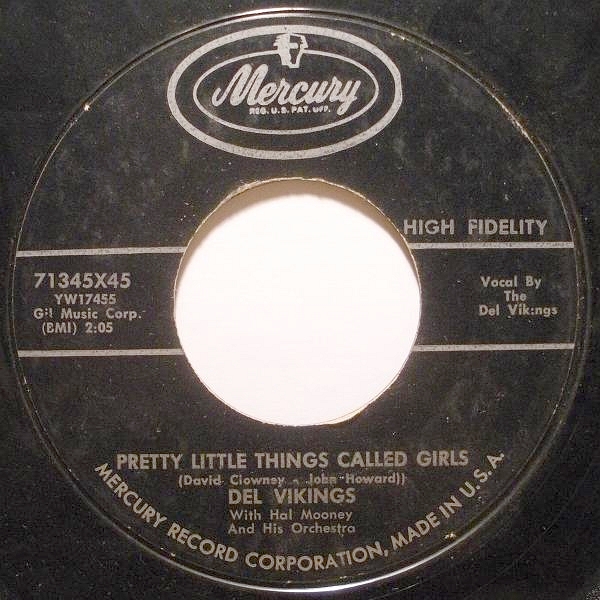 Mercury
REG. U.S. PAT. OFF.
HIGH FIDELITY
71345X45
YW17455
Gil Music Corp.
(BMI) 2:05
Vocal By
The
Del Vikings
PRETTY LITTLE THINGS CALLED GIRLS
(David Clowney - John Howard))
DEL VIKINGS
With Hal Mooney
And His Orchestra
MERCURY RECORD CORPORATION, MADE IN U.S.A.